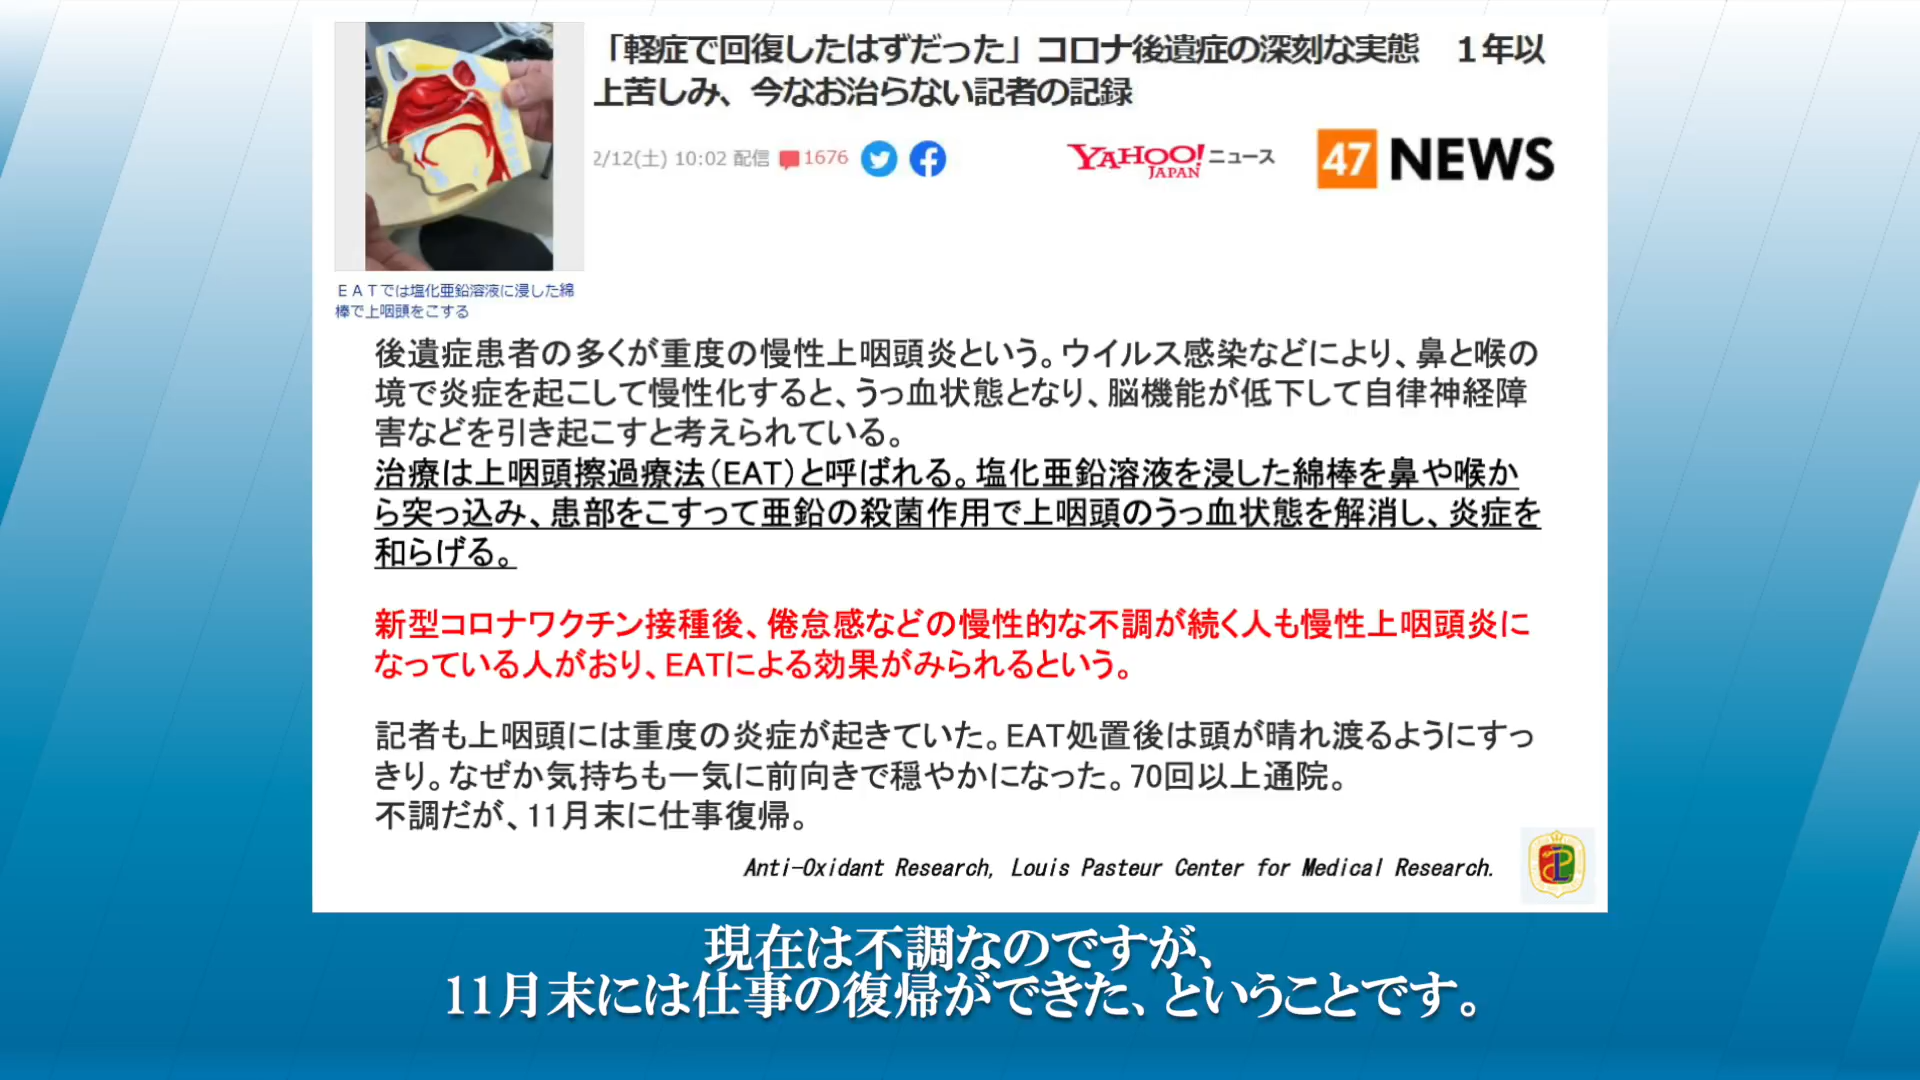 「軽症で回復したはずだった」コロナ後遺症の深刻な実態　１年以
上苦しみ、今なお治らない記者の記録
2/12(土) 10:02 配信 1676
YAHOO!ニュース
JAPAN
47 NEWS
ＥＡＴでは塩化亜鉛溶液に浸した綿
棒で上咽頭をこする
後遺症患者の多くが重度の慢性上咽頭炎という。ウイルス感染などにより、鼻と喉の
境で炎症を起こして慢性化すると、うっ血状態となり、脳機能が低下して自律神経障
害などを引き起こすと考えられている。
治療は上咽頭擦過療法（EAT）と呼ばれる。塩化亜鉛溶液を浸した綿棒を鼻や喉か
ら突っ込み、患部をこすって亜鉛の殺菌作用で上咽頭のうっ血状態を解消し、炎症を
和らげる。
新型コロナワクチン接種後、倦怠感などの慢性的な不調が続く人も慢性上咽頭炎に
なっている人がおり、EATによる効果がみられるという。
記者も上咽頭には重度の炎症が起きていた。EAT処置後は頭が晴れ渡るようにすっ
きり。なぜか気持ちも一気に前向きで穏やかになった。70回以上通院。
不調だが、11月末に仕事復帰。
Anti-Oxidant Research, Louis Pasteur Center for Medical Research.
現在は不調なのですが、
11月末には仕事の復帰ができた、ということです。